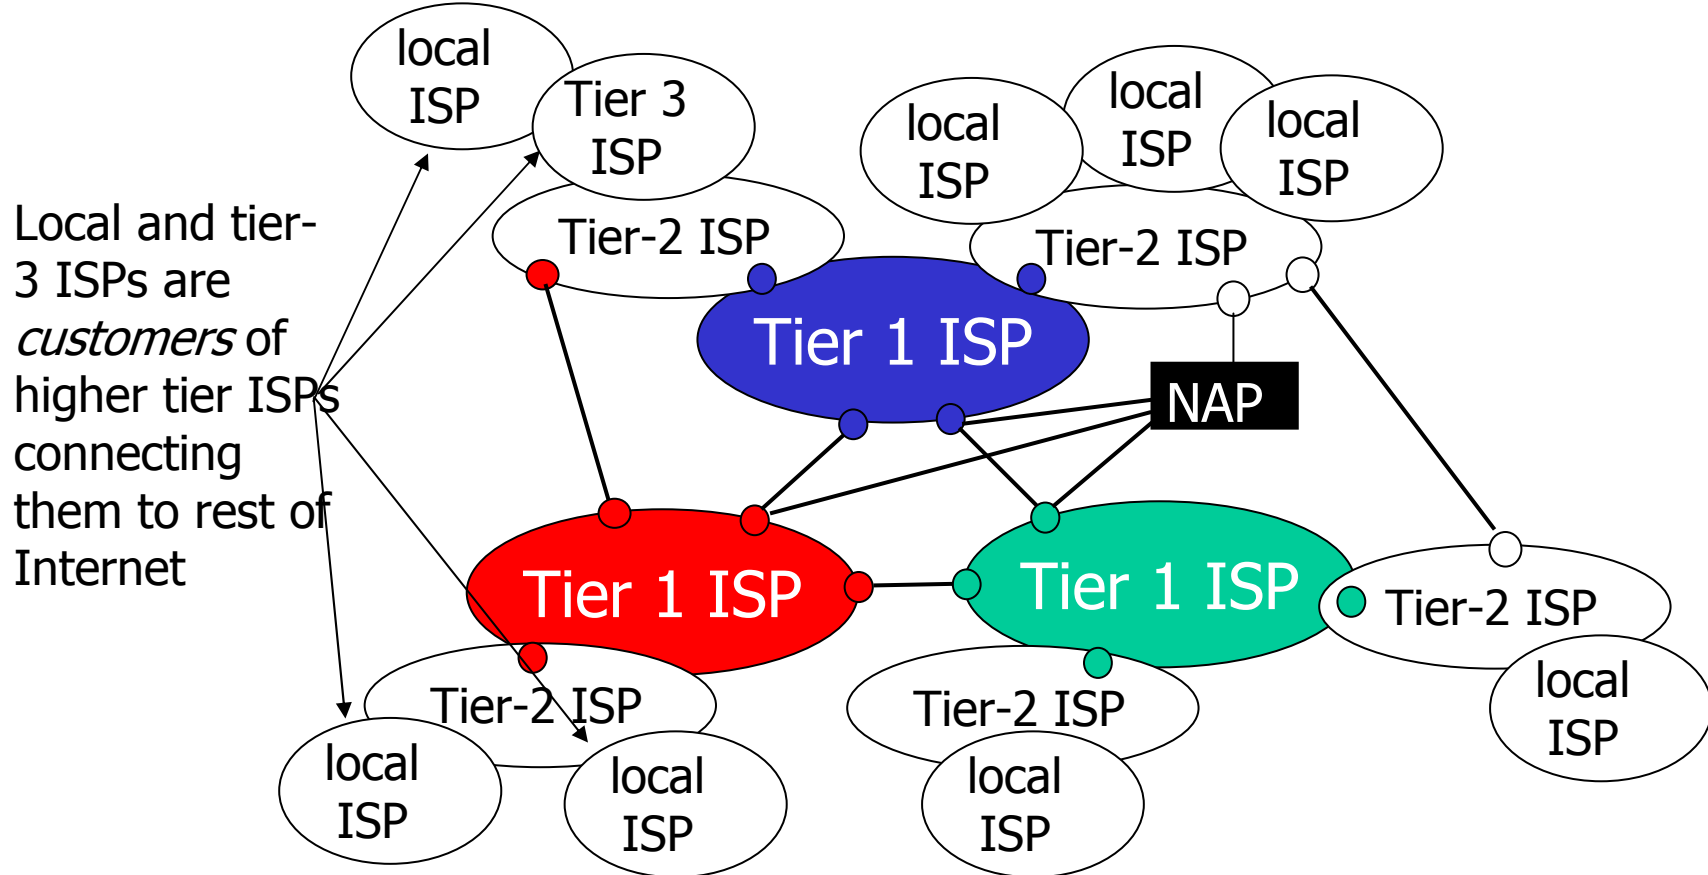 local
ISP
Tier 3
ISP
local
ISP
local
ISP
local
ISP
Local and tier-
3 ISPs are
customers of
higher tier ISPs
connecting
them to rest of
Internet
Tier-2 ISP
Tier-2 ISP
Tier 1 ISP
NAP
Tier 1 ISP
Tier 1 ISP
Tier-2 ISP
Tier-2 ISP
Tier-2 ISP
local
ISP
local
ISP
local
ISP
local
ISP